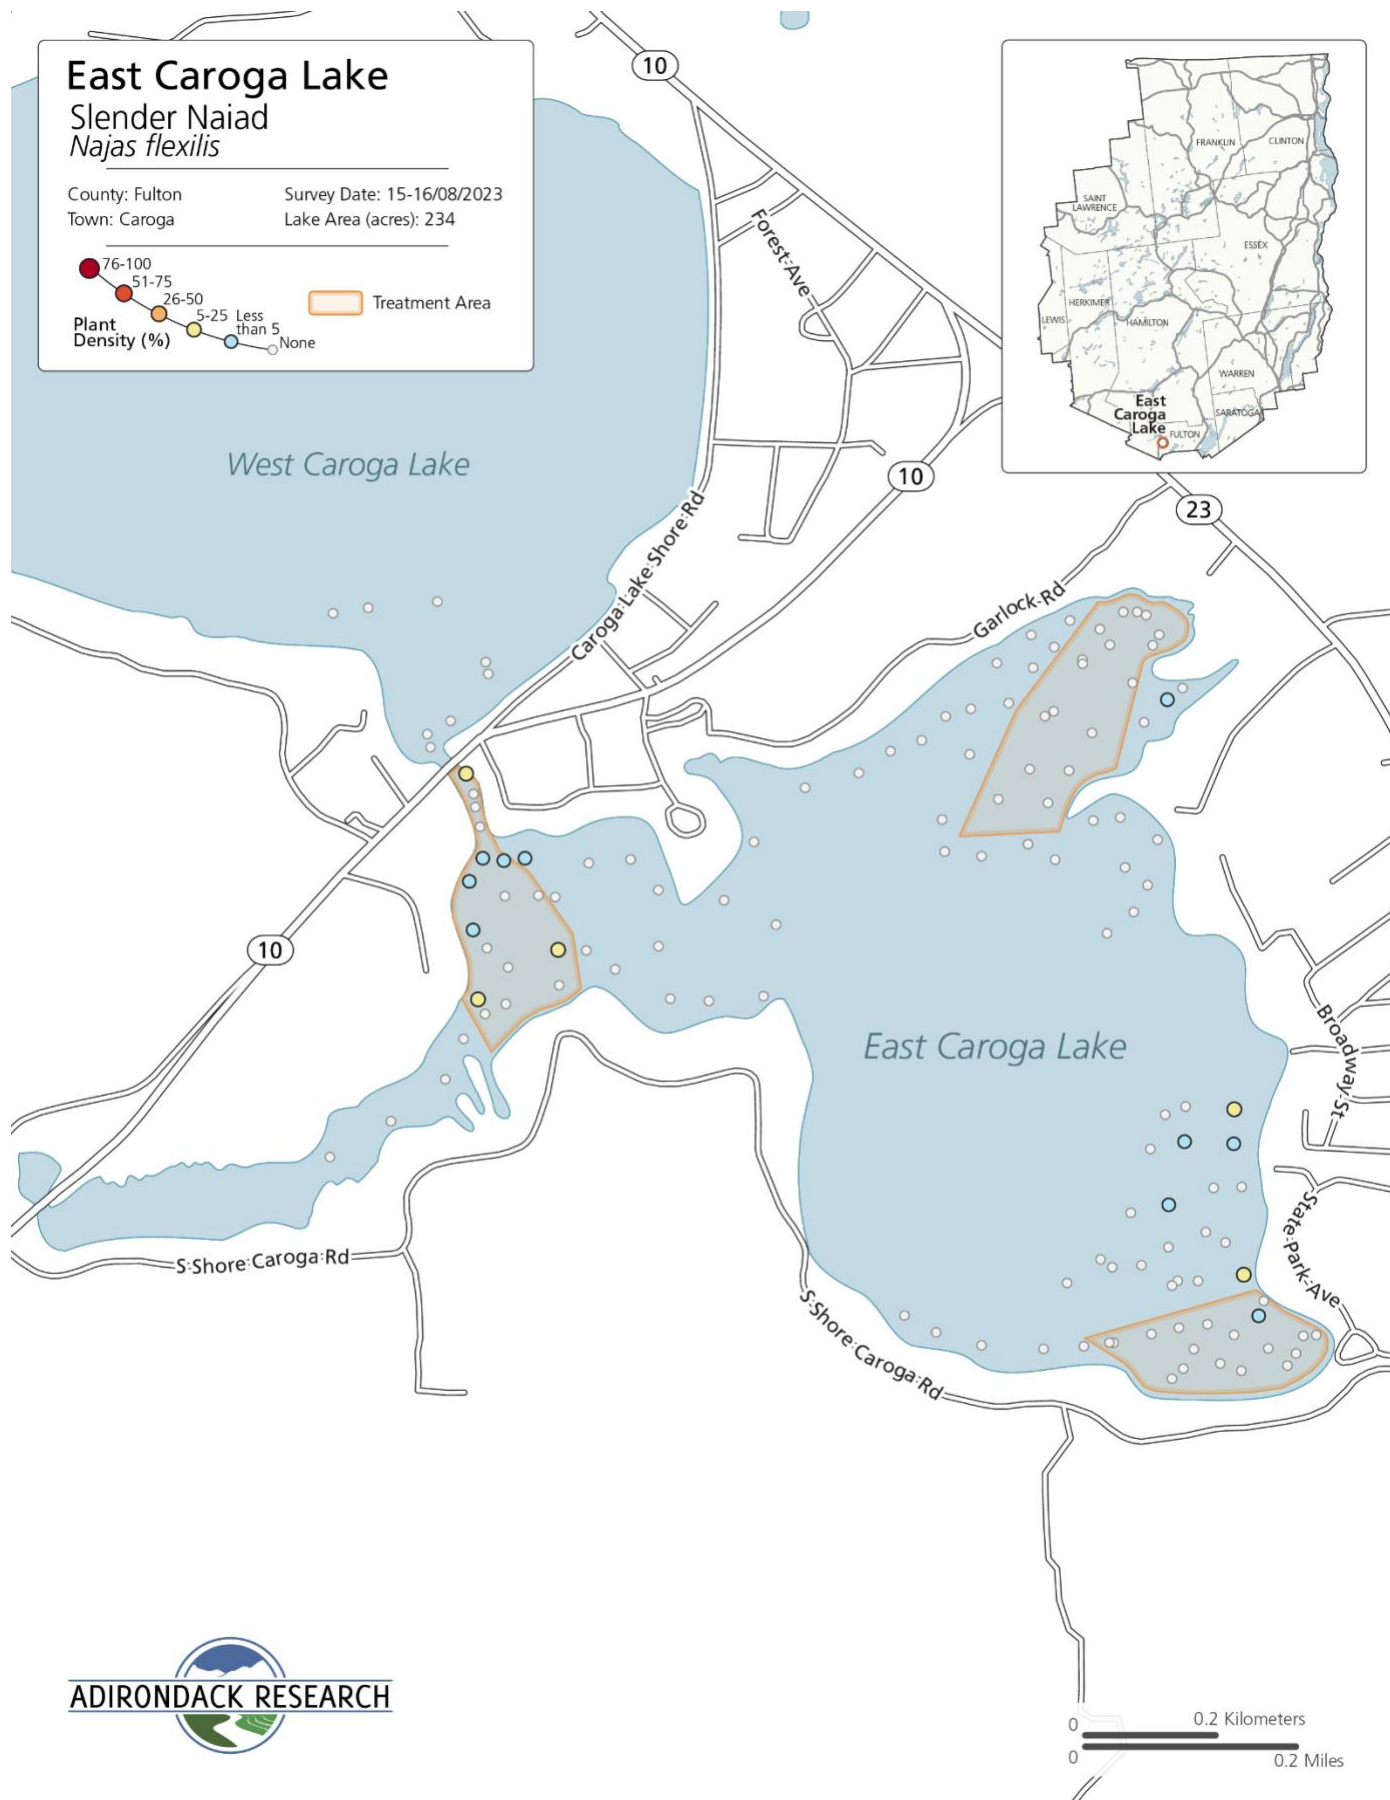 East Caroga Lake
Slender Naiad
Najas flexilis
County: Fulton
Survey Date: 15-16/08/2023
Town: Caroga
Lake Area (acres): 234
76-100
51-75
26-50
5-25
Less
than 5
None
Plant
Density (%)
Treatment Area
10
Forest Ave
FRANKLIN
CLINTON
SAINT
LAWRENCE
ESSEX
HERKIMER
LEWIS
HAMILTON
WARREN
East
Caroga
Lake
SARATOGA
FULTON
West Caroga Lake
10
23
Caroga Lake Shore Rd
Garlock Rd
10
East Caroga Lake
Broadway St
State Park Ave
S Shore Caroga Rd
S Shore Caroga Rd
ADIRONDACK RESEARCH
0
0.2 Kilometers
0
0.2 Miles